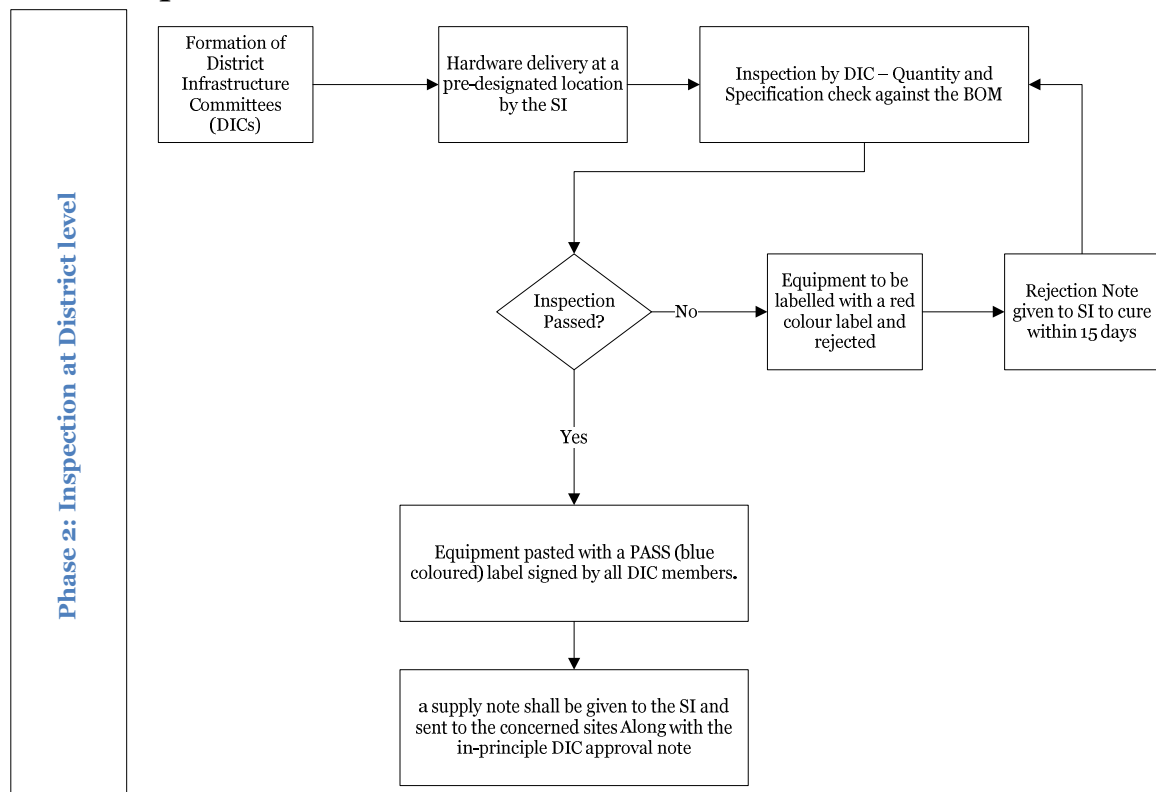 Phase 2: Inspection at District level
Formation of
District
Infrastructure
Committees
(DICs)
Hardware delivery at a
pre-designated location
by the SI
Inspection by DIC – Quantity and
Specification check against the BOM
Inspection
Passed?
No
Equipment to be
labelled with a red
colour label and
rejected
Rejection Note
given to SI to cure
within 15 days
Yes
Equipment pasted with a PASS (blue
coloured) label signed by all DIC members.
a supply note shall be given to the SI and
sent to the concerned sites Along with the
in-principle DIC approval note